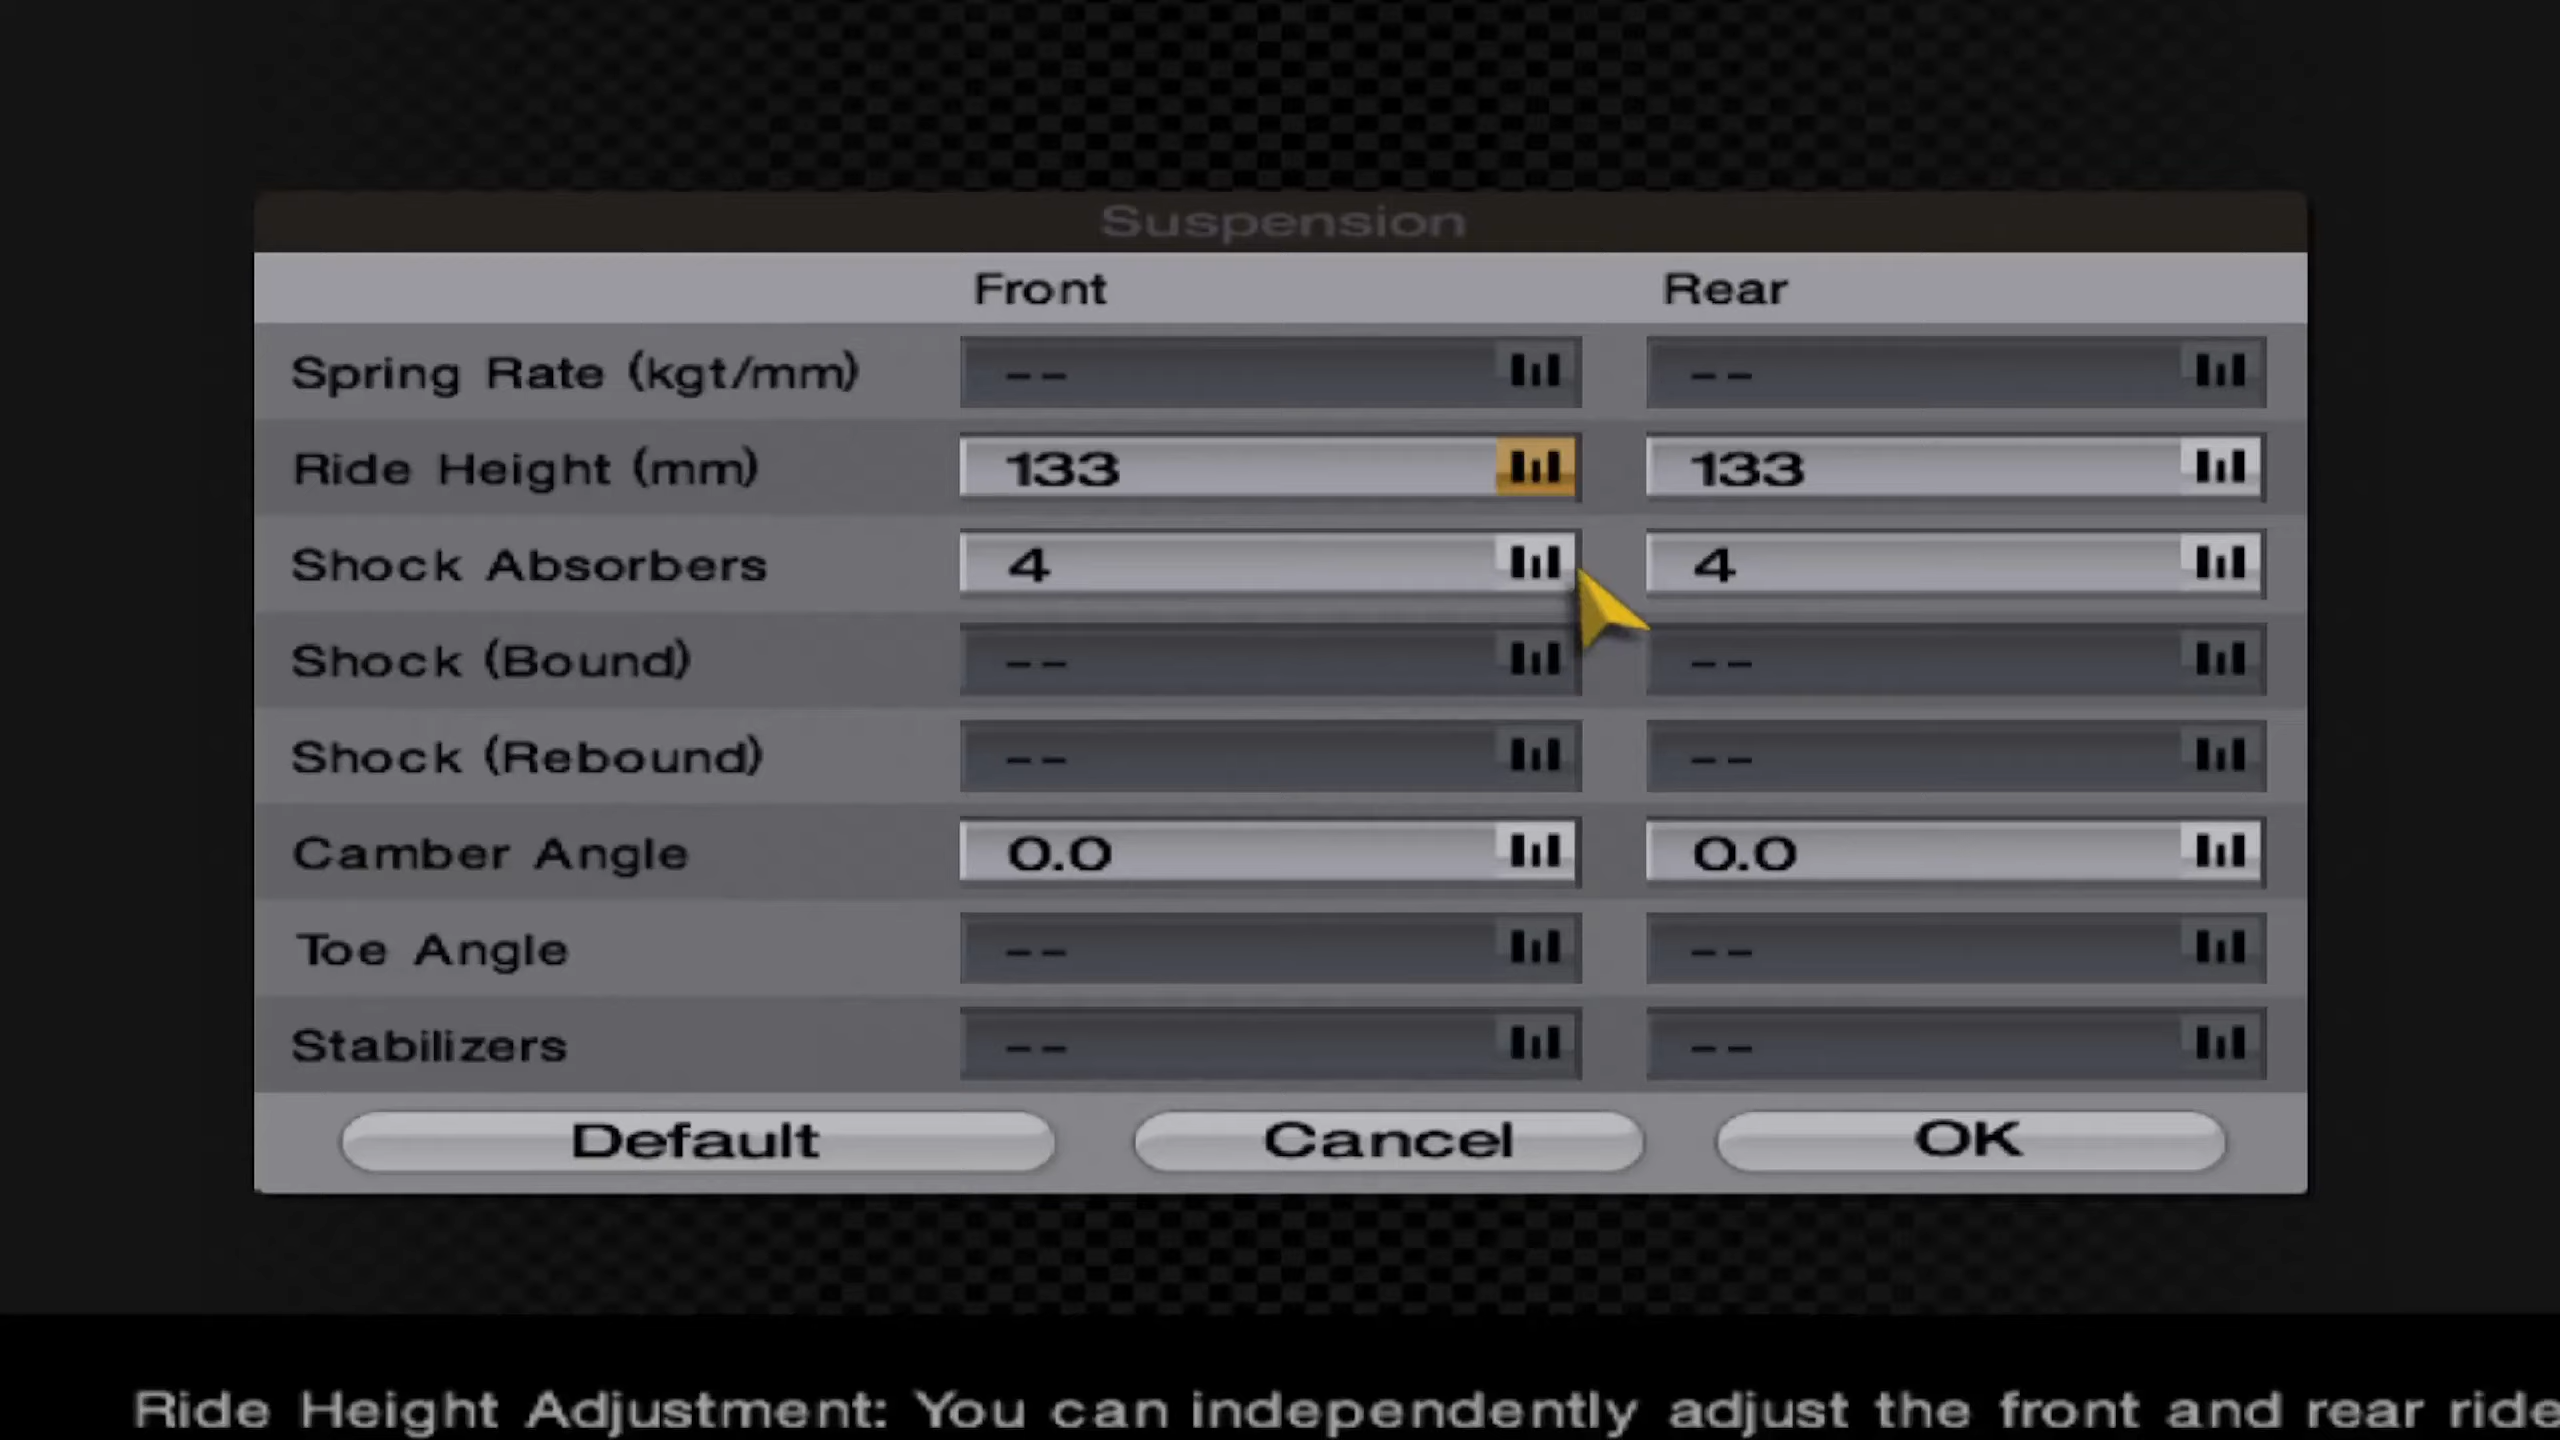 Suspension
Front Rear
Spring Rate (kgt/mm) -- --
Ride Height (mm) 133 133
Shock Absorbers 4 4
Shock (Bound) -- --
Shock (Rebound) -- --
Camber Angle 0.0 0.0
Toe Angle -- --
Stabilizers -- --
Default Cancel OK
Ride Height Adjustment: You can independently adjust the front and rear ride